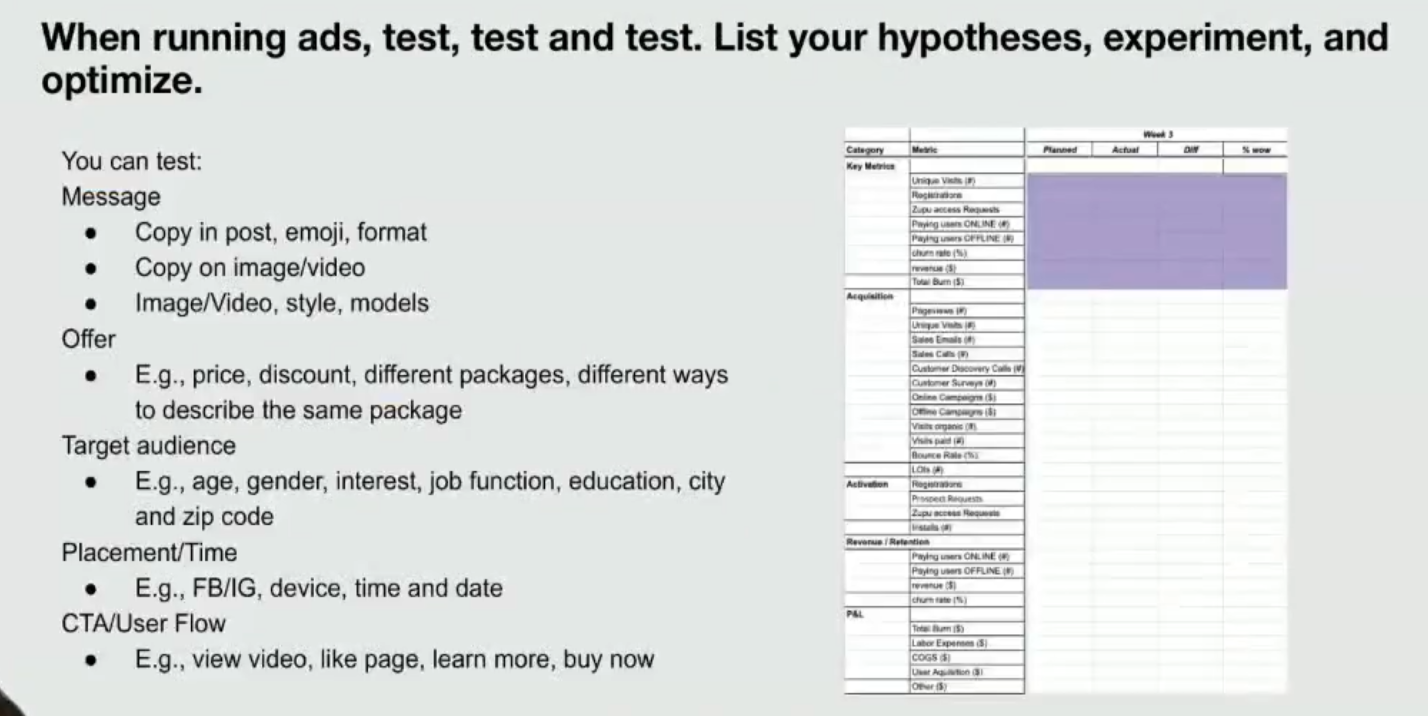 When running ads, test, test and test. List your hypotheses, experiment, and
optimize.
You can test:
Message
● Copy in post, emoji, format
● Copy on image/video
● Image/Video, style, models
Offer
● E.g., price, discount, different packages, different ways
to describe the same package
Target audience
● E.g., age, gender, interest, job function, education, city
and zip code
Placement/Time
● E.g., FB/IG, device, time and date
CTA/User Flow
● E.g., view video, like page, learn more, buy now
Week 3
Category Metric Planned Actual Diff % wow
Key Metrics
Unique Visits (#)
Registrations
Zupu access Requests
Paying users ONLINE (#)
Paying users OFFLINE (#)
churn rate (%)
revenue ($)
Total Burn ($)
Acquisition
Pageviews (#)
Unique Visits (#)
Sales Emails (#)
Sales Calls (#)
Customer Discovery Calls (#)
Customer Surveys (#)
Online Campaigns ($)
Offline Campaigns ($)
Visits organic (#)
Visits paid (#)
Bounce Rate (%)
LOIs (#)
Activation Registrations
Prospect Requests
Zupu access Requests
Installs (#)
Revenue / Retention
Paying users ONLINE (#)
Paying users OFFLINE (#)
revenue ($)
churn rate (%)
P&L
Total Burn ($)
Labor Expenses ($)
COGS ($)
User Aquisition ($)
Other ($)